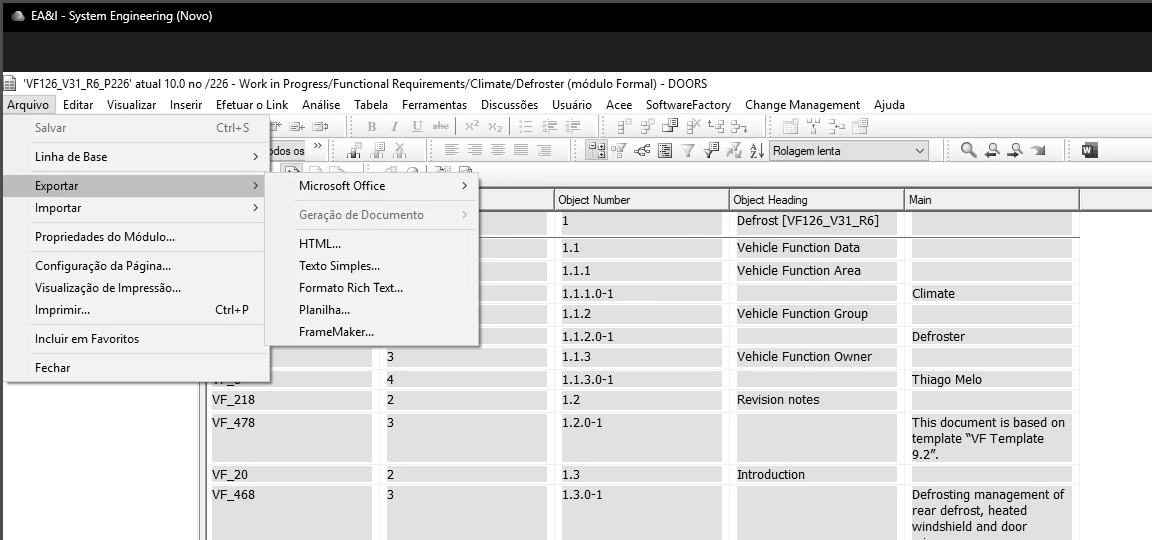 EA&I - System Engineering (Novo)
'VF126_V31_R6_P226' atual 10.0 no /226 - Work in Progress/Functional Requirements/Climate/Defroster (módulo Formal) - DOORS
Arquivo Editar Visualizar Inserir Efetuar o Link Análise Tabela Ferramentas Discussões Usuário Acee SoftwareFactory Change Management Ajuda
Salvar Ctrl+S
B I U abc x² x₂
Linha de Base
odos os
Rolagem lenta
Exportar
Microsoft Office
Importar
Geração de Documento
Propriedades do Módulo...
HTML...
Configuração da Página...
Texto Simples...
Visualização de Impressão...
Formato Rich Text...
Imprimir... Ctrl+P
Planilha...
Incluir em Favoritos
FrameMaker...
Fechar
Object Number Object Heading Main
1 Defrost [VF126_V31_R6]
1.1 Vehicle Function Data
1.1.1 Vehicle Function Area
1.1.1.0-1 Climate
1.1.2 Vehicle Function Group
1.1.2.0-1 Defroster
3 1.1.3 Vehicle Function Owner
4 1.1.3.0-1 Thiago Melo
VF_218 2 1.2 Revision notes
VF_478 3 1.2.0-1 This document is based on
template “VF Template
9.2”.
VF_20 2 1.3 Introduction
VF_468 3 1.3.0-1 Defrosting management of
rear defrost, heated
windshield and door